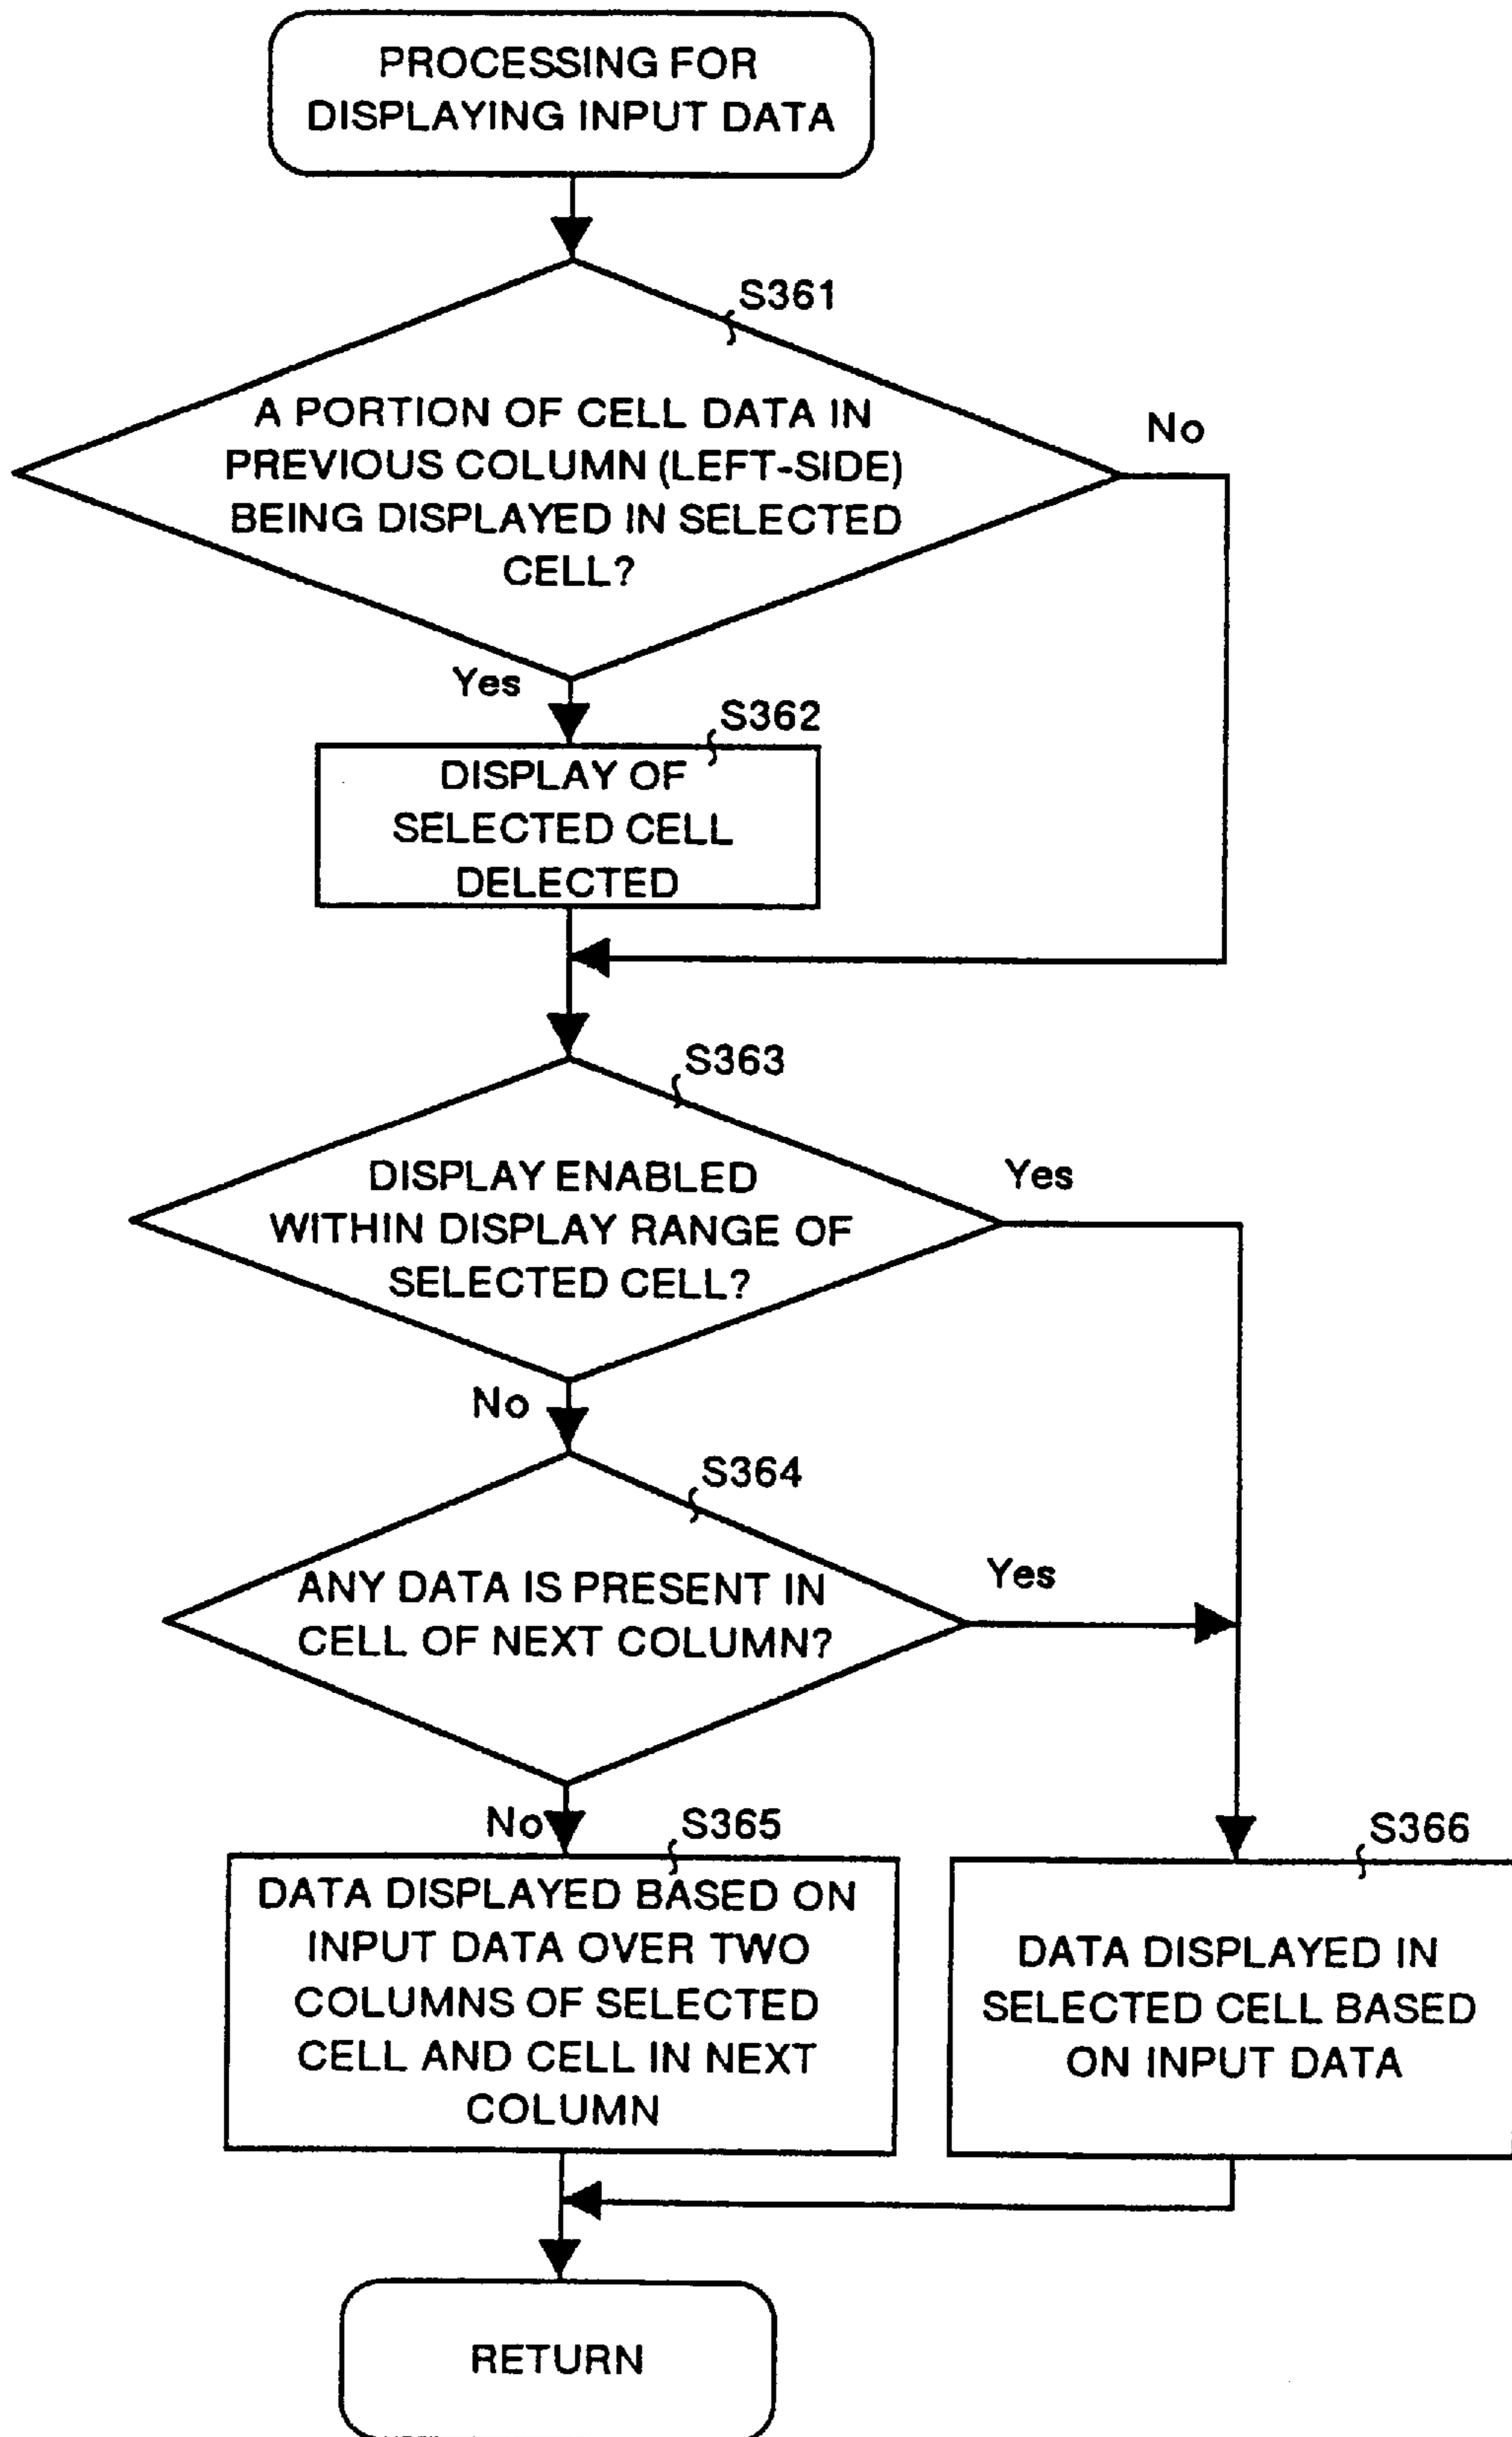 PROCESSING FOR
DISPLAYING INPUT DATA
S361
A PORTION OF CELL DATA IN
PREVIOUS COLUMN (LEFT-SIDE)
BEING DISPLAYED IN SELECTED
CELL?
No
Yes
S362
DISPLAY OF
SELECTED CELL
DELECTED
S363
DISPLAY ENABLED
WITHIN DISPLAY RANGE OF
SELECTED CELL?
Yes
No
S364
ANY DATA IS PRESENT IN
CELL OF NEXT COLUMN?
Yes
No
S365
DATA DISPLAYED BASED ON
INPUT DATA OVER TWO
COLUMNS OF SELECTED
CELL AND CELL IN NEXT
COLUMN
S366
DATA DISPLAYED IN
SELECTED CELL BASED
ON INPUT DATA
RETURN